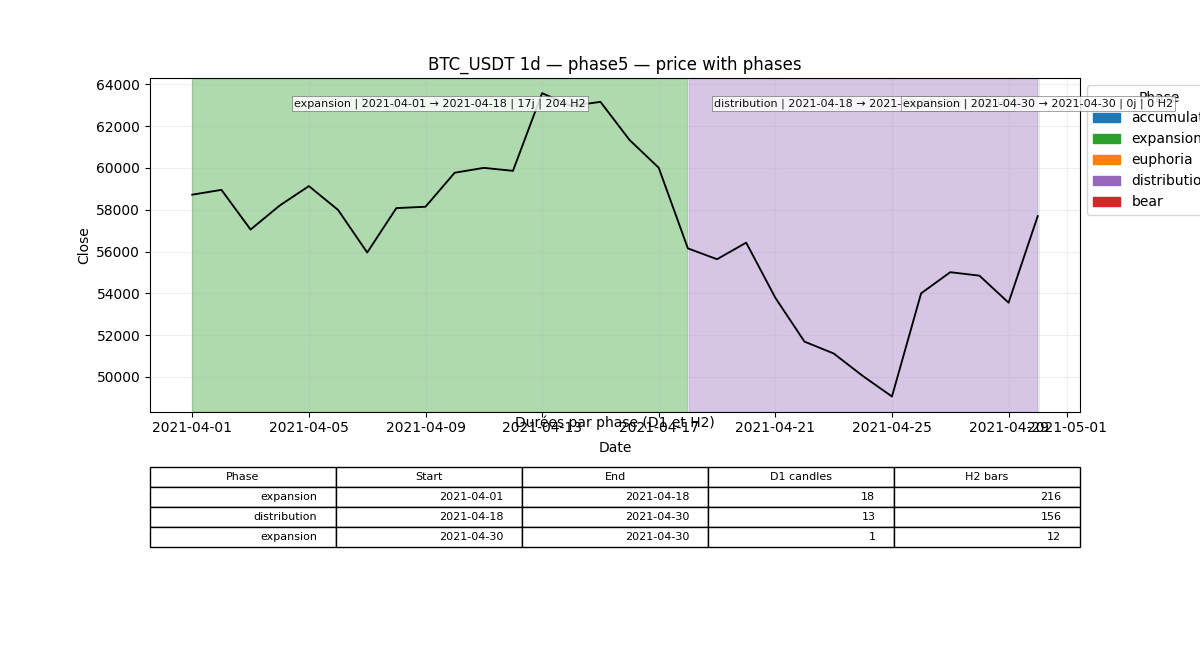 BTC_USDT 1d — phase5 — price with phases
64000
62000
60000
58000
56000
54000
52000
50000
Close
expansion | 2021-04-01 → 2021-04-18 | 17j | 204 H2
distribution | 2021-04-18 → 2021-
expansion | 2021-04-30 → 2021-04-30 | 0j | 0 H2
Phase
accumulat
expansion
euphoria
distributio
bear
2021-04-01 2021-04-05 2021-04-09 2021-04-13 2021-04-17 2021-04-21 2021-04-25 2021-04-29 2021-05-01
Durées par phase (D1 et H2)
Date
Phase Start End D1 candles H2 bars
expansion 2021-04-01 2021-04-18 18 216
distribution 2021-04-18 2021-04-30 13 156
expansion 2021-04-30 2021-04-30 1 12